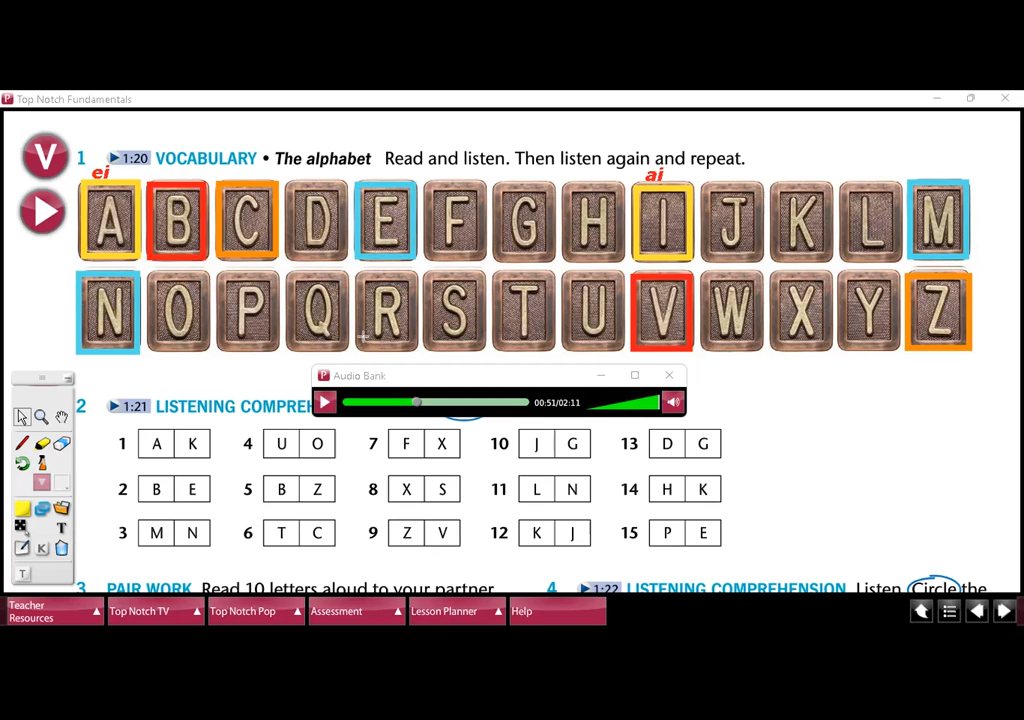 Top Notch Fundamentals
1 1:20 VOCABULARY • The alphabet Read and listen. Then listen again and repeat.
ei ai
A B C D E F G H I J K L M
N O P Q R S T U V W X Y Z
Audio Bank
00:51/02:11
2 1:21 LISTENING COMPREH
1 A K 4 U O 7 F X 10 J G 13 D G
2 B E 5 B Z 8 X S 11 L N 14 H K
3 M N 6 T C 9 Z V 12 K J 15 P E
3 PAIR WORK Read 10 letters aloud to your partner
4 1:22 LISTENING COMPREHENSION Listen Circle the
Teacher Resources Top Notch TV Top Notch Pop Assessment Lesson Planner Help